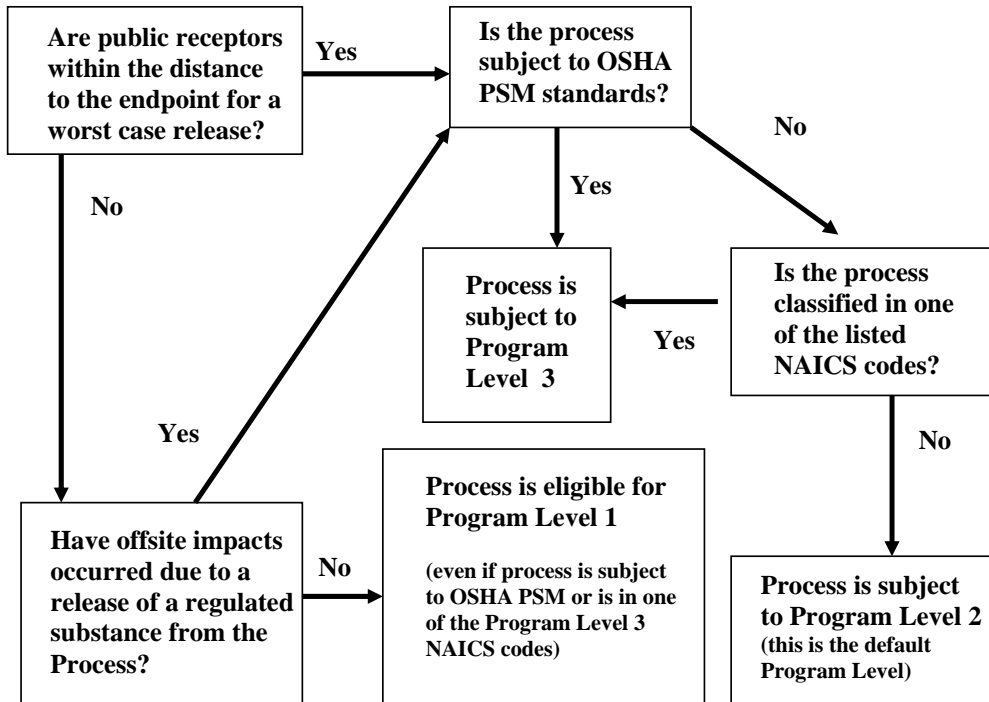 Are public receptors
within the distance
to the endpoint for a
worst case release?
Yes
Is the process
subject to OSHA
PSM standards?
No
Yes
No
Process is
subject to
Program
Level 3
Yes
Is the process
classified in one
of the listed
NAICS codes?
Yes
No
Have offsite impacts
occurred due to a
release of a regulated
substance from the
Process?
No
Process is eligible for
Program Level 1
(even if process is subject
to OSHA PSM or is in one
of the Program Level 3
NAICS codes)
Process is subject
to Program Level 2
(this is the default
Program Level)